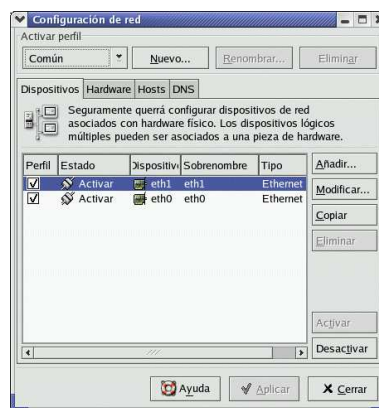 Configuración de red
Activar perfil
Común
Nuevo...
Renombrar...
Eliminar
Dispositivos Hardware Hosts DNS
Seguramente querrá configurar dispositivos de red
asociados con hardware físico. Los dispositivos lógicos
múltiples pueden ser asociados a una pieza de hardware.
Perfil Estado Dispositivo Sobrenombre Tipo
Activar eth1 eth1 Ethernet
Activar eth0 eth0 Ethernet
Añadir...
Modificar...
Copiar
Eliminar
Activar
Desactivar
Ayuda
Aplicar
Cerrar